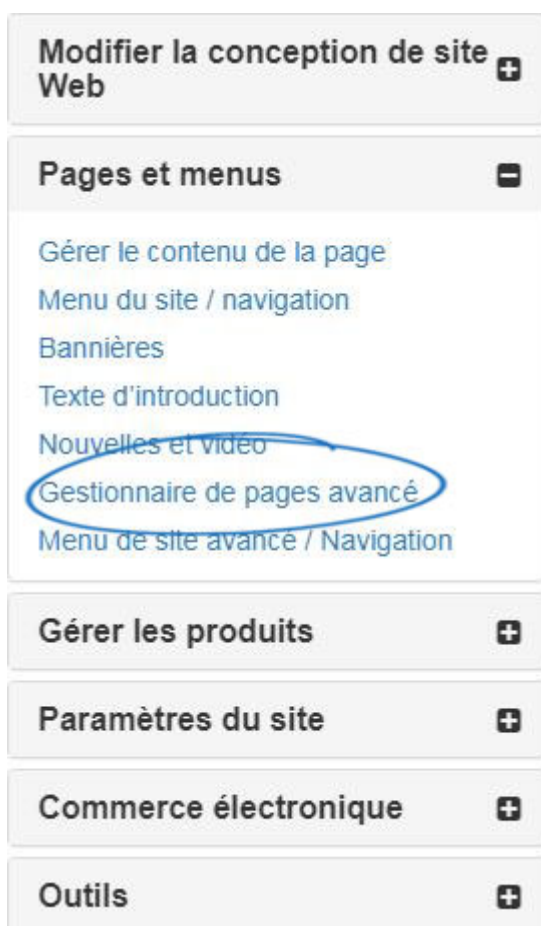 Modifier la conception de site
Web
Pages et menus
Gérer le contenu de la page
Menu du site / navigation
Bannières
Texte d'introduction
Nouvelles et vidéo
Gestionnaire de pages avancé
Menu de site avancé / Navigation
Gérer les produits
Paramètres du site
Commerce électronique
Outils